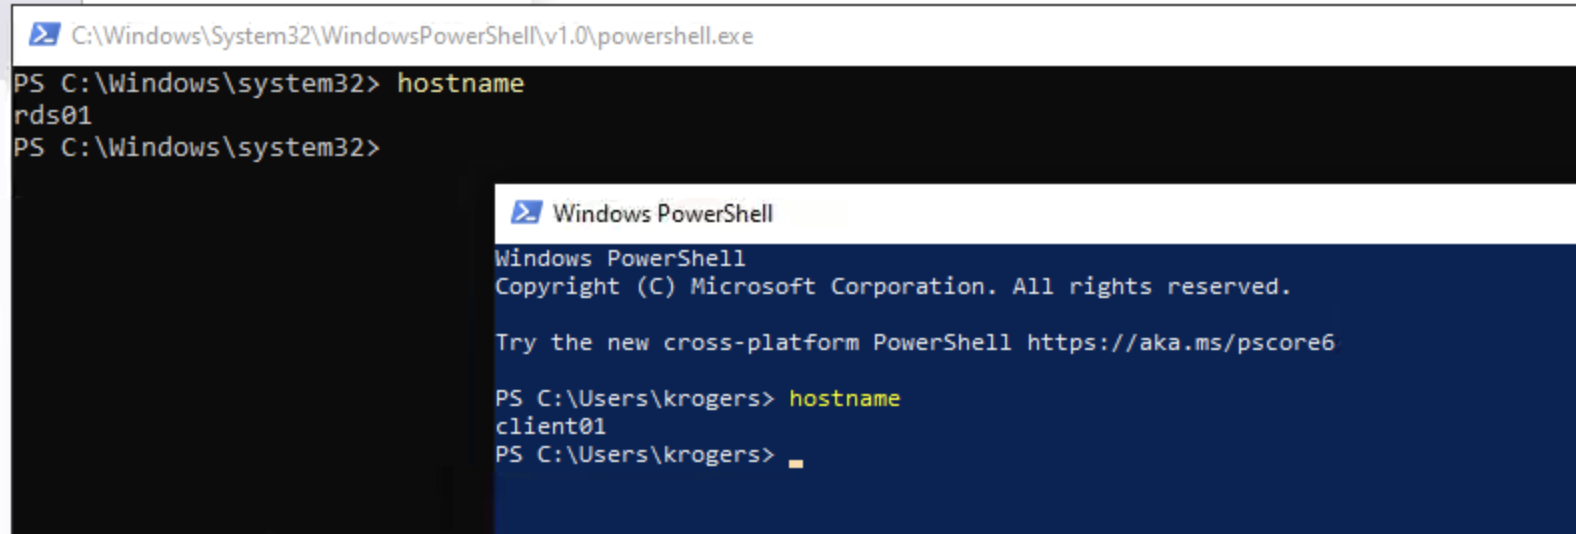 C:\Windows\System32\WindowsPowerShell\v1.0\powershell.exe
PS C:\Windows\system32> hostname
rds01
PS C:\Windows\system32>
Windows PowerShell
Windows PowerShell
Copyright (C) Microsoft Corporation. All rights reserved.
Try the new cross-platform PowerShell https://aka.ms/pscore6
PS C:\Users\krogers> hostname
client01
PS C:\Users\krogers>